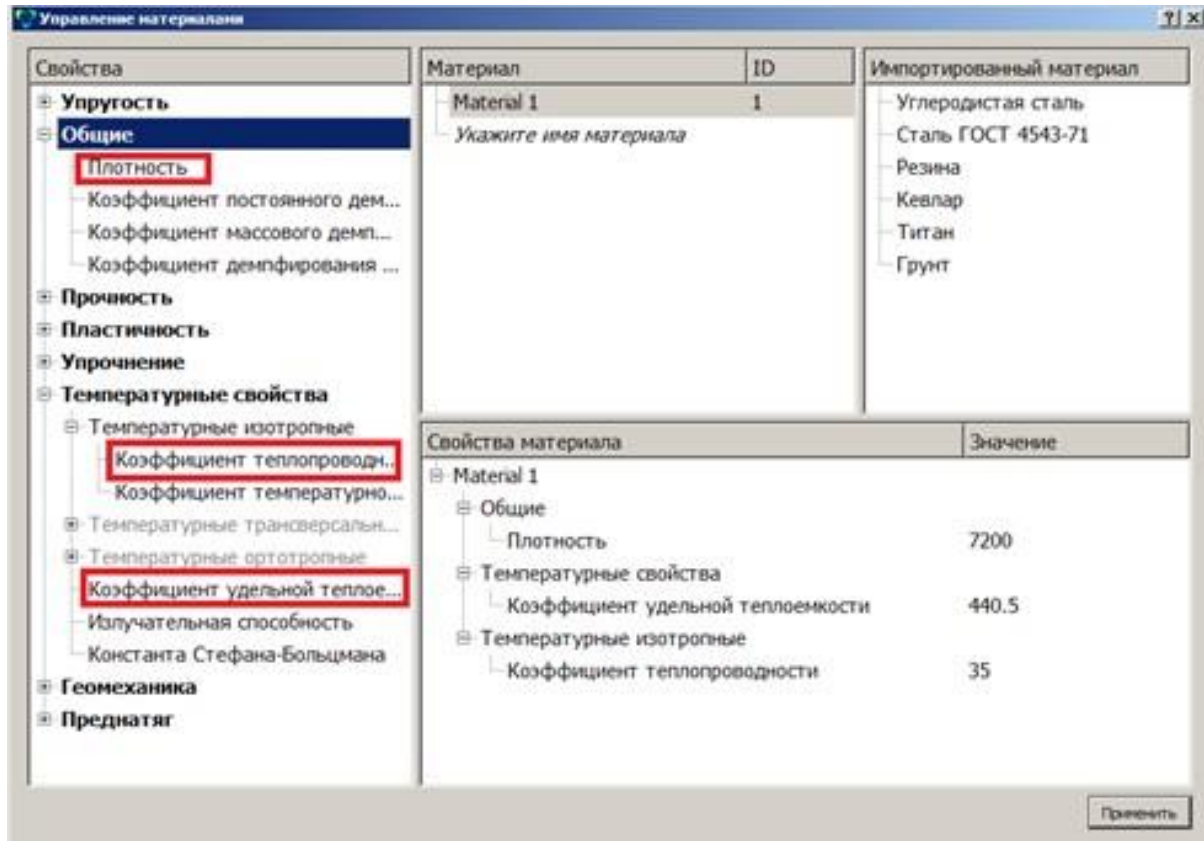 Управление материалами
Свойства
Упругость
Общие
Плотность
Коэффициент постоянного дем...
Коэффициент массового демп...
Коэффициент демпфирования ...
Прочность
Пластичность
Упрочнение
Температурные свойства
Температурные изотропные
Коэффициент теплопроводн..
Коэффициент температурно...
Температурные трансверсальн...
Температурные ортотропные
Коэффициент удельной теплое...
Излучательная способность
Константа Стефана-Больцмана
Геомеханика
Преднатяг
Материал ID
Material 1 1
Укажите имя материала
Импортированный материал
Углеродистая сталь
Сталь ГОСТ 4543-71
Резина
Кевлар
Титан
Грунт
Свойства материала Значение
Material 1
Общие
Плотность 7200
Температурные свойства
Коэффициент удельной теплоемкости 440.5
Температурные изотропные
Коэффициент теплопроводности 35
Применить